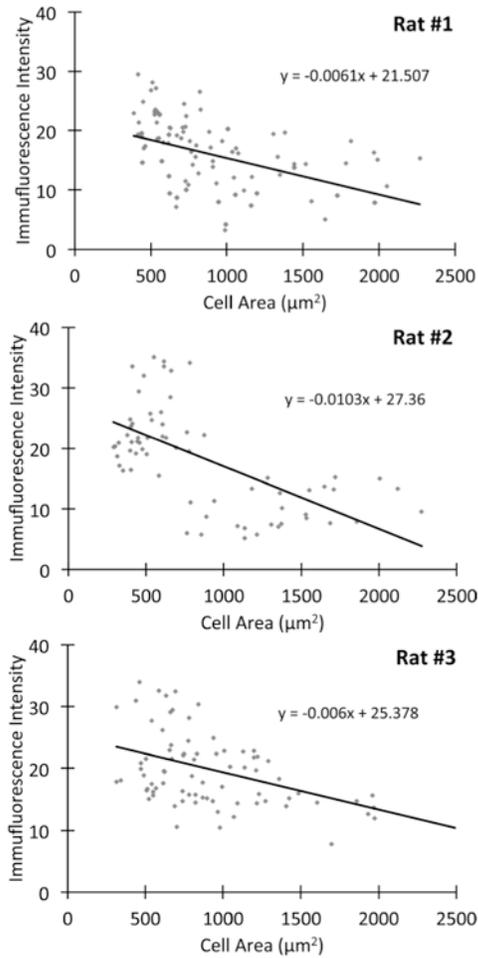 Rat #1
40
30
20
10
0
y = -0.0061x + 21.507
Immufluorescence Intensity
500 1000 1500 2000 2500
Cell Area (µm²)
Rat #2
40
30
20
10
0
y = -0.0103x + 27.36
Immufluorescence Intensity
0 500 1000 1500 2000 2500
Cell Area (µm²)
Rat #3
40
30
20
10
0
y = -0.006x + 25.378
Immufluorescence Intensity
0 500 1000 1500 2000 2500
Cell Area (µm²)